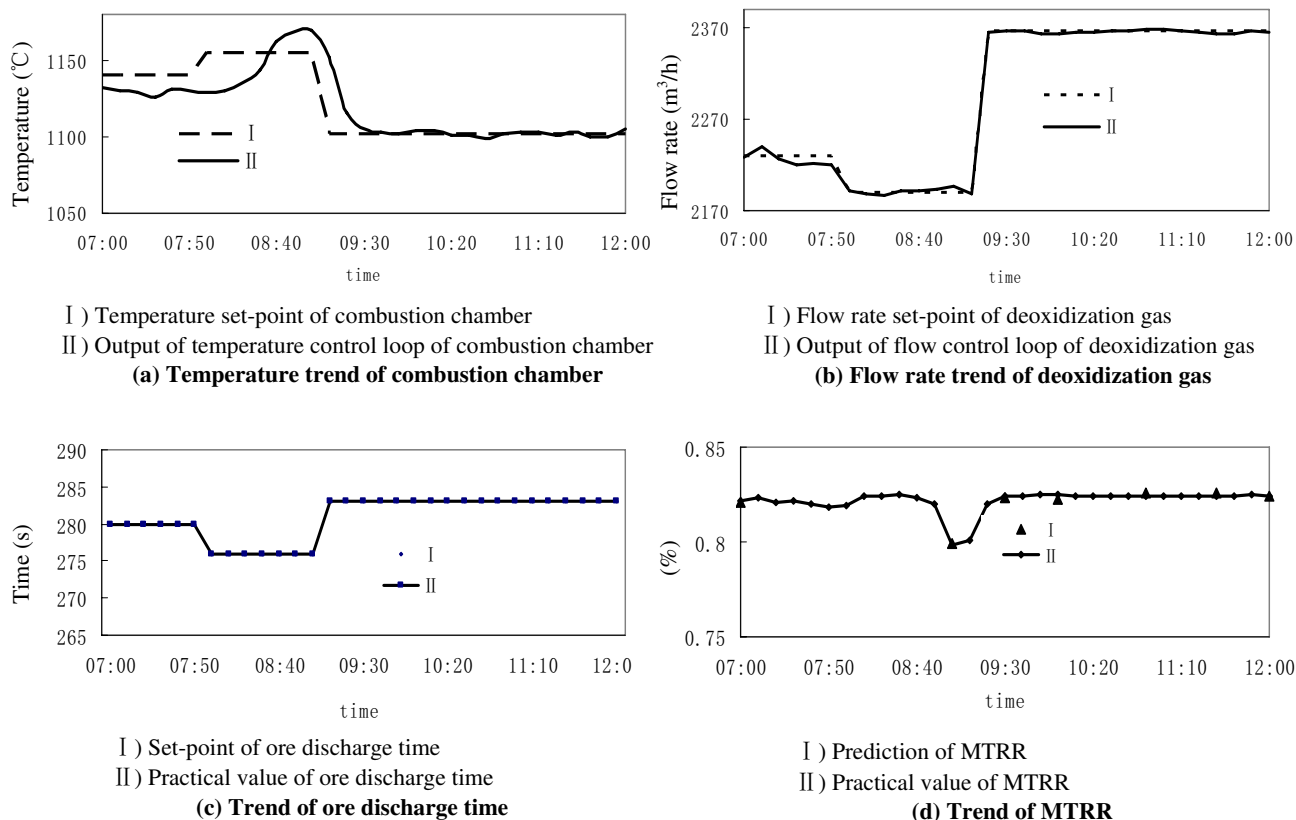 Temperature (℃)
1150
1100
1050
Ⅰ
Ⅱ
07:00 07:50 08:40 09:30 10:20 11:10 12:00
time
Ⅰ) Temperature set-point of combustion chamber
Ⅱ) Output of temperature control loop of combustion chamber
(a) Temperature trend of combustion chamber
Flow rate (m³/h)
2370
2270
2170
Ⅰ
Ⅱ
07:00 07:50 08:40 09:30 10:20 11:10 12:00
time
Ⅰ) Flow rate set-point of deoxidization gas
Ⅱ) Output of flow control loop of deoxidization gas
(b) Flow rate trend of deoxidization gas
Time (s)
290
285
280
275
270
265
Ⅰ
Ⅱ
07:00 07:50 08:40 09:30 10:20 11:10 12:0
time
Ⅰ) Set-point of ore discharge time
Ⅱ) Practical value of ore discharge time
(c) Trend of ore discharge time
(%)
0.85
0.8
0.75
Ⅰ
Ⅱ
07:00 07:50 08:40 09:30 10:20 11:10 12:00
time
Ⅰ) Prediction of MTRR
Ⅱ) Practical value of MTRR
(d) Trend of MTRR